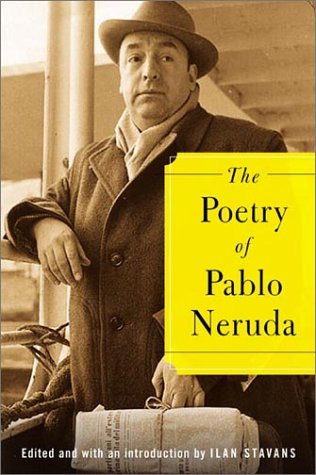 The
Poetry
of
Pablo
Neruda
Edited and with an introduction by ILAN STAVANS